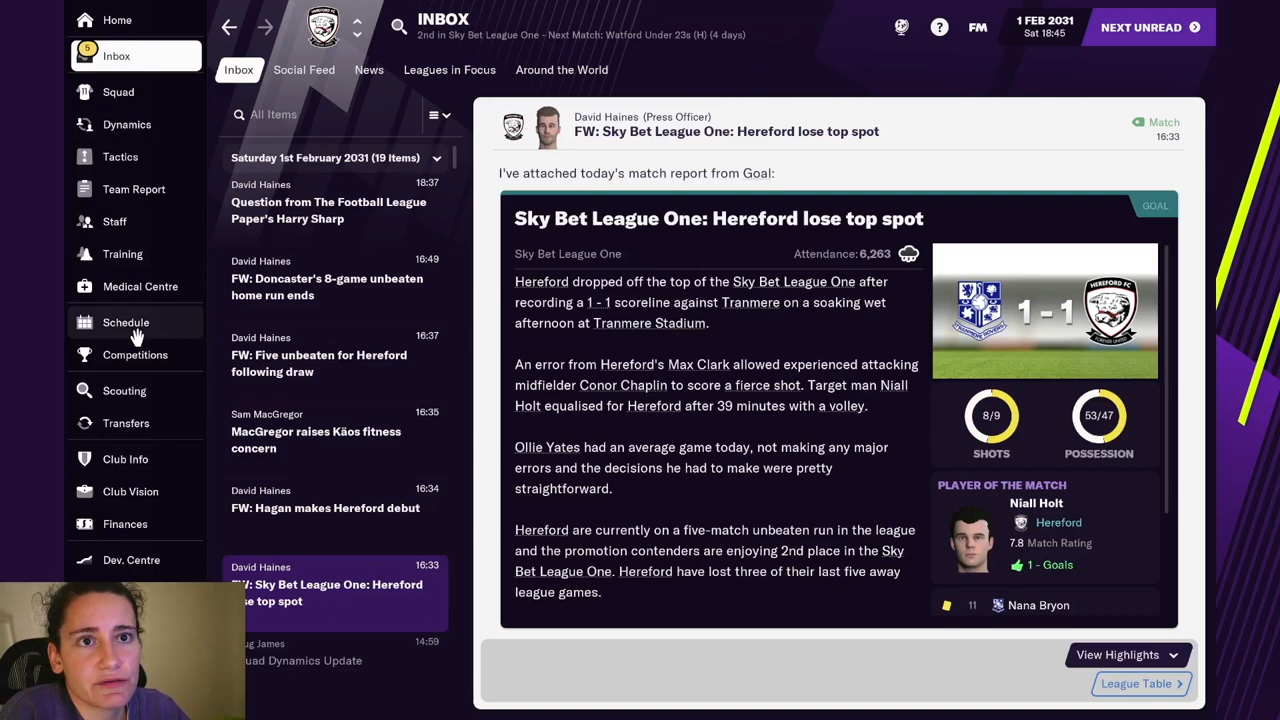 Home
5
Inbox
Squad
Dynamics
Tactics
Team Report
Staff
Training
Medical Centre
Schedule
Competitions
Scouting
Transfers
Club Info
Club Vision
Finances
Dev. Centre
INBOX
2nd in Sky Bet League One - Next Match: Watford Under 23s (H) (4 days)
?
FM
1 FEB 2031
Sat 18:45
NEXT UNREAD
Inbox
Social Feed
News
Leagues in Focus
Around the World
All Items
Saturday 1st February 2031 (19 Items)
David Haines 18:37
Question from The Football League
Paper's Harry Sharp
David Haines 16:49
FW: Doncaster's 8-game unbeaten
home run ends
David Haines 16:37
FW: Five unbeaten for Hereford
following draw
Sam MacGregor 16:35
MacGregor raises Käos fitness
concern
David Haines 16:34
FW: Hagan makes Hereford debut
David Haines 16:33
Sky Bet League One: Hereford
top spot
James 14:59
Squad Dynamics Update
David Haines (Press Officer)
FW: Sky Bet League One: Hereford lose top spot
Match
16:33
I've attached today's match report from Goal:
Sky Bet League One: Hereford lose top spot
GOAL
Sky Bet League One
Attendance: 6,263
Hereford dropped off the top of the Sky Bet League One after
recording a 1 - 1 scoreline against Tranmere on a soaking wet
afternoon at Tranmere Stadium.
An error from Hereford's Max Clark allowed experienced attacking
midfielder Conor Chaplin to score a fierce shot. Target man Niall
Holt equalised for Hereford after 39 minutes with a volley.
Ollie Yates had an average game today, not making any major
errors and the decisions he had to make were pretty
straightforward.
Hereford are currently on a five-match unbeaten run in the league
and the promotion contenders are enjoying 2nd place in the Sky
Bet League One. Hereford have lost three of their last five away
league games.
1 - 1
HEREFORD FC
8/9
SHOTS
53/47
POSSESSION
PLAYER OF THE MATCH
Niall Holt
Hereford
7.8 Match Rating
1 - Goals
11 Nana Bryon
View Highlights
League Table